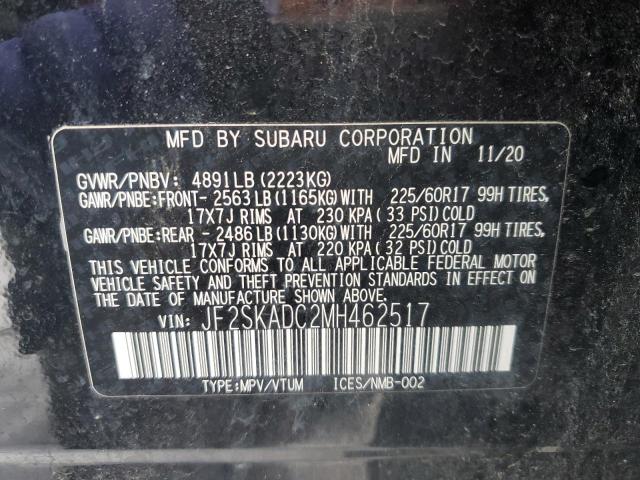 MFD BY SUBARU CORPORATION
MFD IN 11/20
GVWR/PNBV: 4891LB(2223KG)
GAWR/PNBE:FRONT- 2563LB(1165KG)WITH 225/60R17 99H TIRES,
17X7J RIMS AT 230 KPA(33 PSI)COLD
GAWR/PNBE:REAR - 2486LB(1130KG)WITH 225/60R17 99H TIRES,
17X7J RIMS AT 220 KPA(32 PSI)COLD
THIS VEHICLE CONFORMS TO ALL APPLICABLE FEDERAL MOTOR
VEHICLE SAFETY AND THEFT PREVENTION STANDARDS IN EFFECT ON
THE DATE OF MANUFACTURE SHOWN ABOVE.
VIN: JF2SKADC2MH462517
TYPE:MPV/VTUM ICES/NMB-002